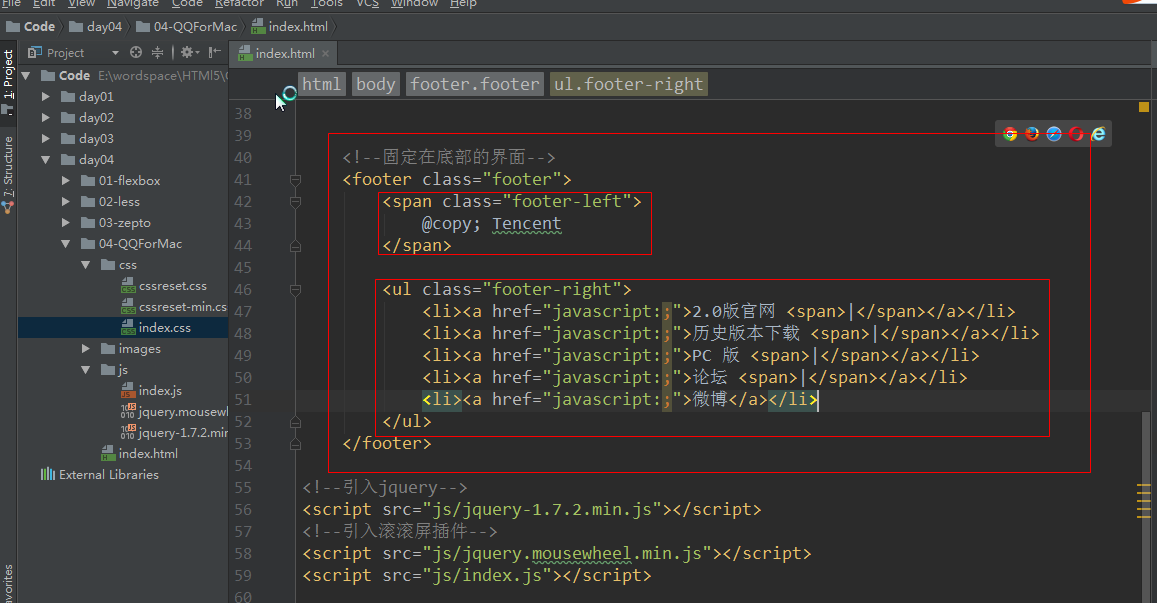 File Edit View Navigate Code Refactor Run Tools VCS Window Help
Code day04 04-QQForMac index.html
1: Project
7: Structure
avorites
Project
index.html
Code E:\wordspace\HTMl5\
day01
day02
day03
day04
01-flexbox
02-less
03-zepto
04-QQForMac
css
cssreset.css
cssreset-min.cs
index.css
images
js
index.js
jquery.mousewl
jquery-1.7.2.mir
index.html
External Libraries
html body footer.footer ul.footer-right
38
39
40 <!--固定在底部的界面-->
41 <footer class="footer">
42 <span class="footer-left">
43 @copy; Tencent
44 </span>
45
46 <ul class="footer-right">
47 <li><a href="javascript:;">2.0版官网 <span>|</span></a></li>
48 <li><a href="javascript:;">历史版本下载 <span>|</span></a></li>
49 <li><a href="javascript:;">PC 版 <span>|</span></a></li>
50 <li><a href="javascript:;">论坛 <span>|</span></a></li>
51 <li><a href="javascript:;">微博</a></li>
52 </ul>
53 </footer>
54
55 <!--引入jquery-->
56 <script src="js/jquery-1.7.2.min.js"></script>
57 <!--引入滚滚屏插件-->
58 <script src="js/jquery.mousewheel.min.js"></script>
59 <script src="js/index.js"></script>
60